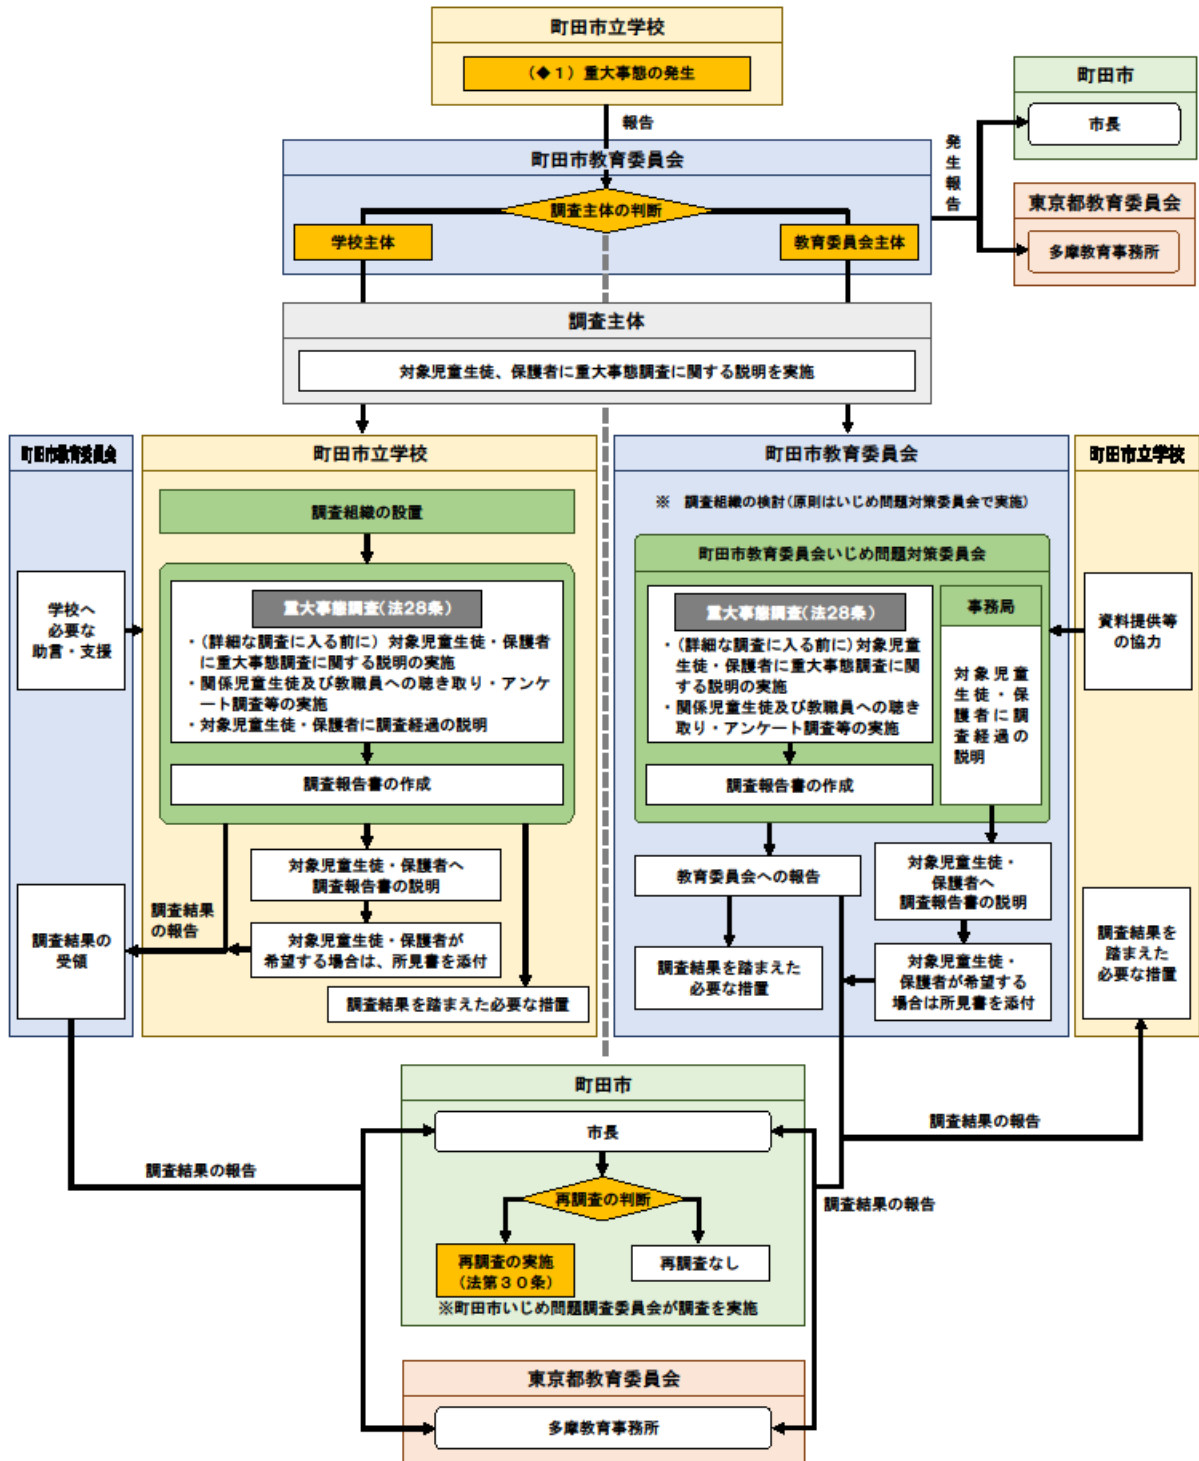 町田市立学校
(◆1)重大事態の発生
報告
町田市
市長
発生報告
町田市教育委員会
調査主体の判断
学校主体
教育委員会主体
東京都教育委員会
多摩教育事務所
調査主体
対象児童生徒、保護者に重大事態調査に関する説明を実施
町田市教育委員会
学校へ
必要な
助言・支援
調査結果の
受領
町田市立学校
調査組織の設置
重大事態調査(法28条)
・(詳細な調査に入る前に) 対象児童生徒・保護者
に重大事態調査に関する説明の実施
・関係児童生徒及び教職員への聴き取り・アンケ
ート調査等の実施
・対象児童生徒・保護者に調査経過の説明
調査報告書の作成
対象児童生徒・保護者へ
調査報告書の説明
調査結果
の報告
対象児童生徒・保護者が
希望する場合は、所見書を添付
調査結果を踏まえた必要な措置
町田市教育委員会
※ 調査組織の検討(原則はいじめ問題対策委員会で実施)
町田市教育委員会いじめ問題対策委員会
重大事態調査(法28条)
・(詳細な調査に入る前に)対象児童
生徒・保護者に重大事態調査に関
する説明の実施
・関係児童生徒及び教職員への聴き
取り・アンケート調査等の実施
調査報告書の作成
事務局
対象児童
生徒・保
護者に調
査経過の
説明
教育委員会への報告
対象児童生徒・
保護者へ
調査報告書の説明
調査結果を踏まえた
必要な措置
対象児童生徒・
保護者が希望する
場合は所見書を添付
町田市立学校
資料提供等
の協力
調査結果を
踏まえた
必要な措置
町田市
市長
再調査の判断
再調査の実施
(法第30条)
再調査なし
※町田市いじめ問題調査委員会が調査を実施
調査結果の報告
調査結果の報告
調査結果の報告
東京都教育委員会
多摩教育事務所